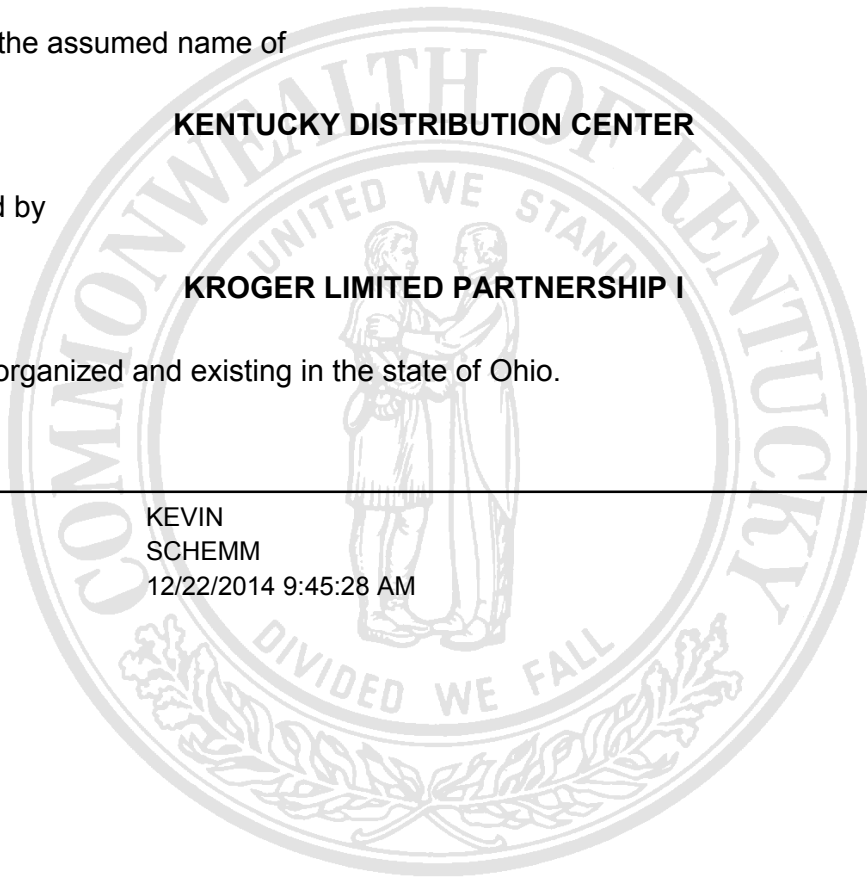 the assumed name of
KENTUCKY DISTRIBUTION CENTER
d by
KROGER LIMITED PARTNERSHIP I
organized and existing in the state of Ohio.
KEVIN
SCHEMM
12/22/2014 9:45:28 AM
COMMONWEALTH OF KENTUCKY
UNITED WE STAND
DIVIDED WE FALL